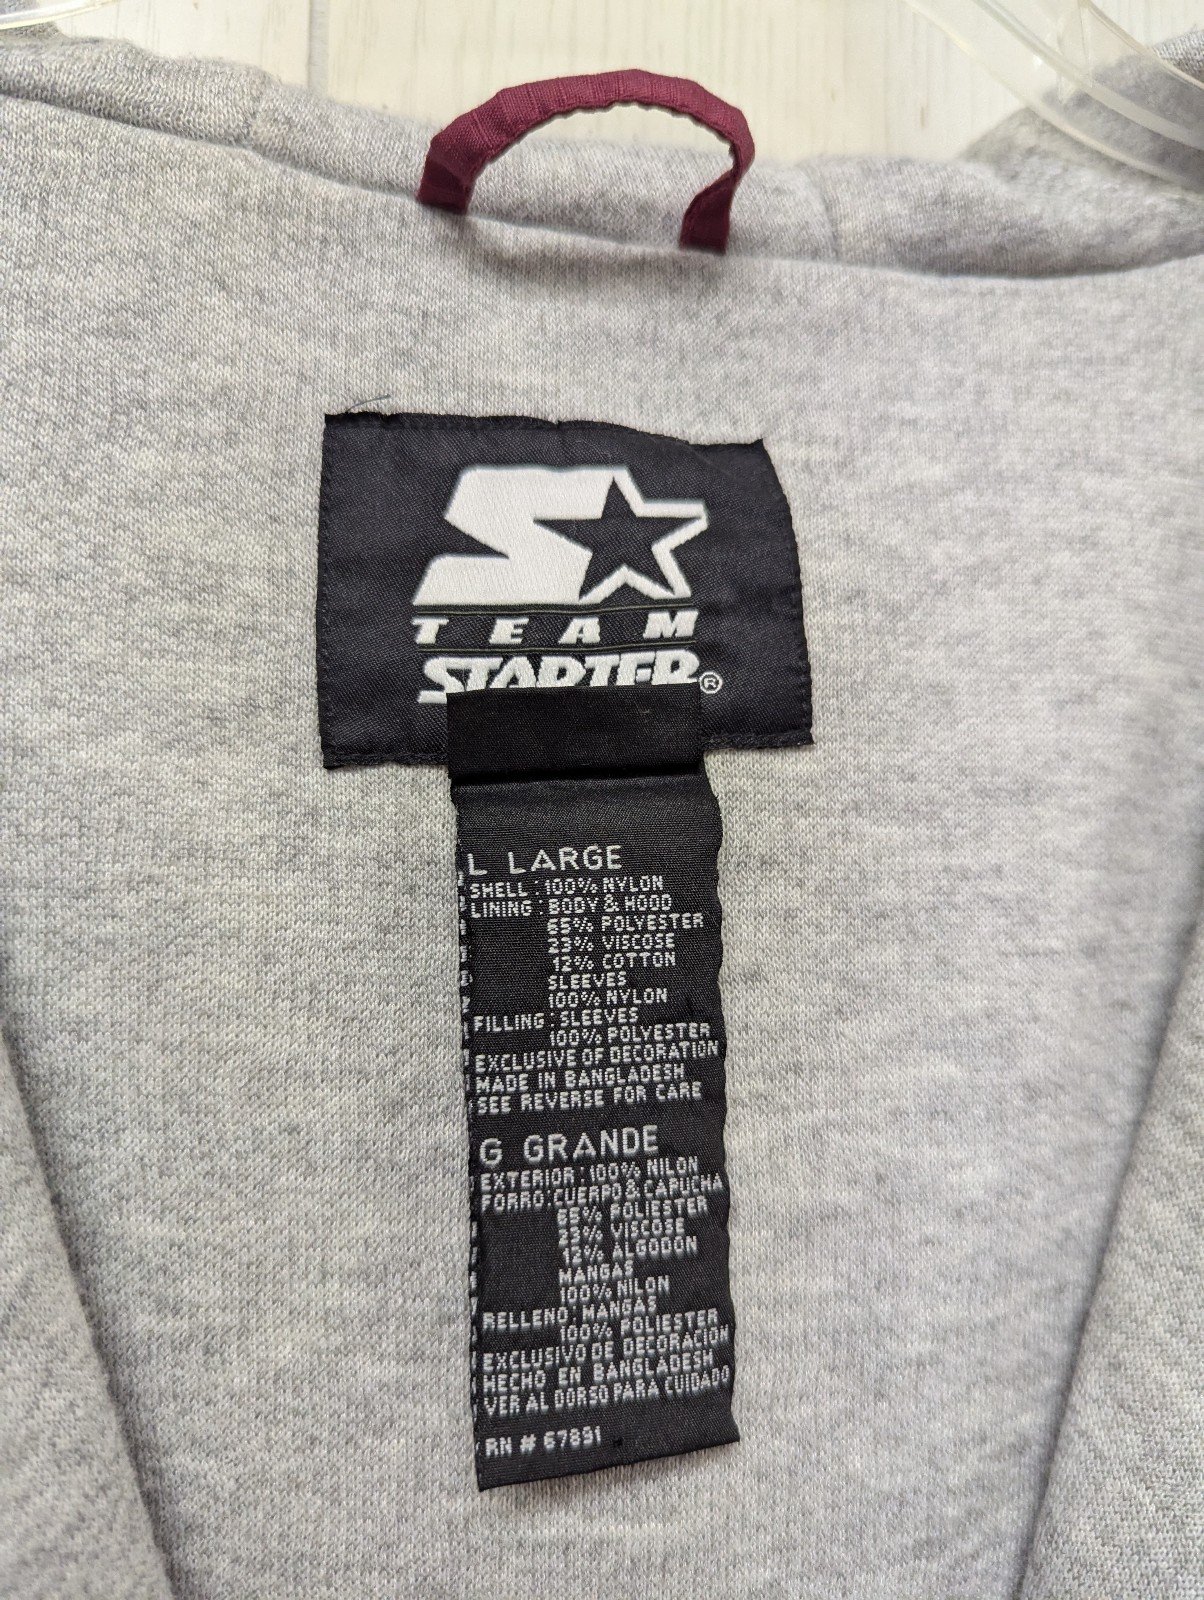 TEAM
STARTER®
L LARGE
SHELL: 100% NYLON
LINING: BODY & HOOD
65% POLYESTER
23% VISCOSE
12% COTTON
SLEEVES
100% NYLON
FILLING: SLEEVES
100% POLYESTER
EXCLUSIVE OF DECORATION
MADE IN BANGLADESH
SEE REVERSE FOR CARE
G GRANDE
EXTERIOR: 100% NILON
FORRO: CUERPO & CAPUCHA
65% POLIESTER
23% VISCOSE
12% ALGODON
MANGAS
100% NILON
RELLENO: MANGAS
100% POLIESTER
EXCLUSIVO DE DECORACION
HECHO EN BANGLADESH
VER AL DORSO PARA CUIDADO
RN # 67891